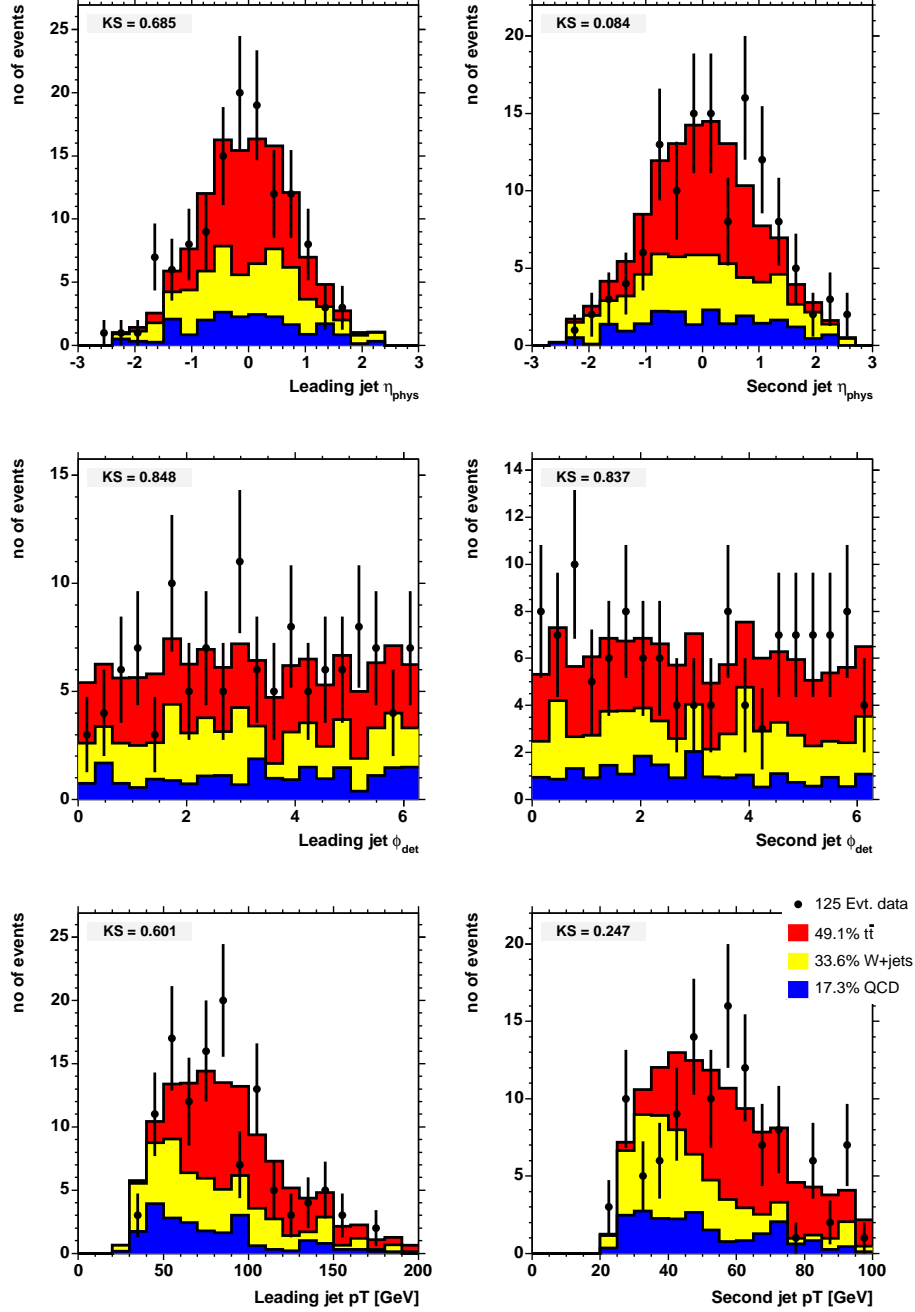 no of events
KS = 0.685
25
20
15
10
5
0
-3 -2 -1 0 1 2 3
Leading jet ηphys
no of events
KS = 0.084
20
15
10
5
0
-3 -2 -1 0 1 2 3
Second jet ηphys
no of events
KS = 0.848
15
10
5
0
0 2 4 6
Leading jet ϕdet
no of events
KS = 0.837
14
12
10
8
6
4
2
0
0 2 4 6
Second jet ϕdet
no of events
KS = 0.601
25
20
15
10
5
0
0 50 100 150 200
Leading jet pT [GeV]
no of events
KS = 0.247
20
15
10
5
0
0 20 40 60 80 100
Second jet pT [GeV]
125 Evt. data
49.1% tt̄
33.6% W+jets
17.3% QCD